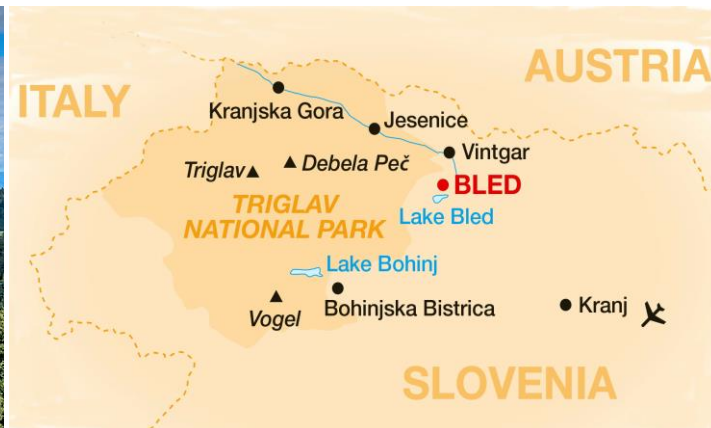 AUSTRIA
ITALY
Kranjska Gora
Jesenice
Vintgar
Debela Peč
Triglav
BLED
TRIGLAV
NATIONAL PARK
Lake Bled
Lake Bohinj
Bohinjska Bistrica
Kranj
Vogel
SLOVENIA